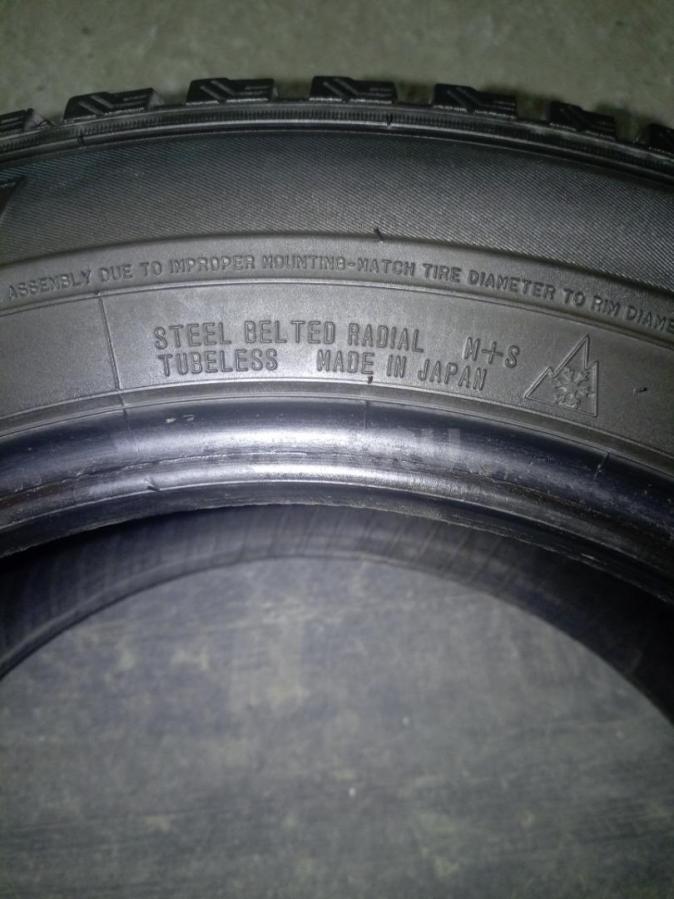 ASSEMBLY DUE TO IMPROPER MOUNTING-MATCH TIRE DIAMETER TO RIM DIAME
STEEL BELTED RADIAL M+S
TUBELESS MADE IN JAPAN